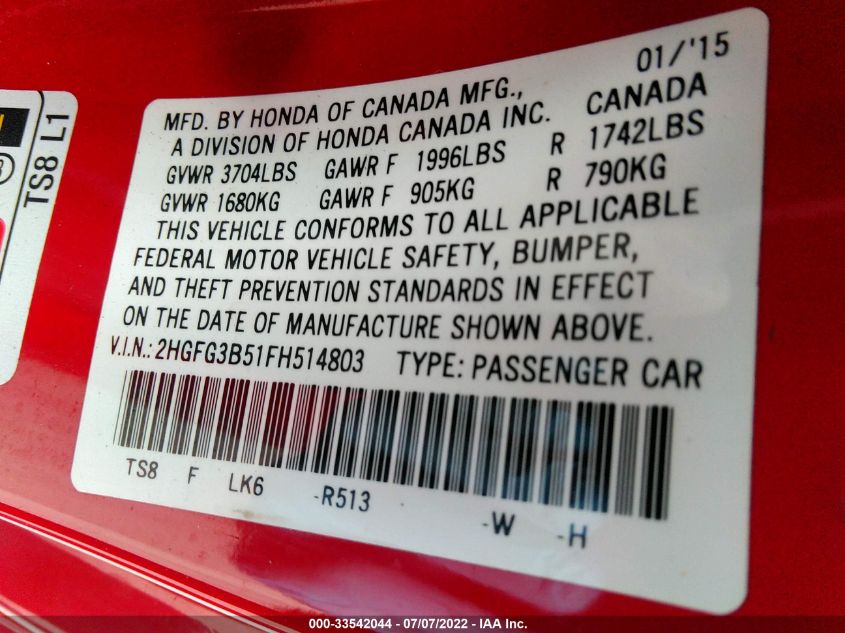 01/'15
MFD. BY HONDA OF CANADA MFG.,
A DIVISION OF HONDA CANADA INC. CANADA
GVWR 3704LBS GAWR F 1996LBS R 1742LBS
GVWR 1680KG GAWR F 905KG R 790KG
THIS VEHICLE CONFORMS TO ALL APPLICABLE
FEDERAL MOTOR VEHICLE SAFETY, BUMPER,
AND THEFT PREVENTION STANDARDS IN EFFECT
ON THE DATE OF MANUFACTURE SHOWN ABOVE.
V.I.N.: 2HGFG3B51FH514803 TYPE: PASSENGER CAR
TS8 F LK6 -R513 -W -H
TS8 L1
000-33542044 - 07/07/2022 - IAA Inc.